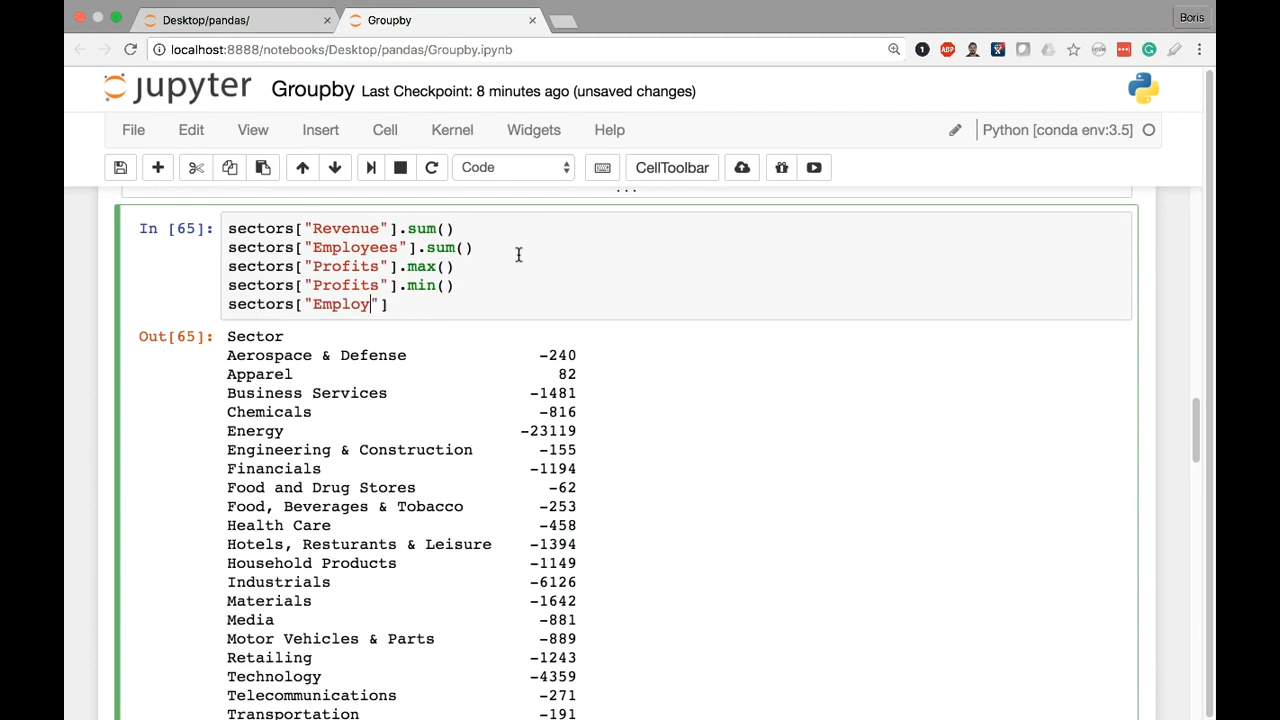 Desktop/pandas/
Groupby
Boris
localhost:8888/notebooks/Desktop/pandas/Groupby.ipynb
jupyter Groupby Last Checkpoint: 8 minutes ago (unsaved changes)
File Edit View Insert Cell Kernel Widgets Help Python [conda env:3.5]
Code CellToolbar
...
In [65]: sectors["Revenue"].sum()
sectors["Employees"].sum()
sectors["Profits"].max()
sectors["Profits"].min()
sectors["Employ"]
Out[65]: Sector
Aerospace & Defense -240
Apparel 82
Business Services -1481
Chemicals -816
Energy -23119
Engineering & Construction -155
Financials -1194
Food and Drug Stores -62
Food, Beverages & Tobacco -253
Health Care -458
Hotels, Resturants & Leisure -1394
Household Products -1149
Industrials -6126
Materials -1642
Media -881
Motor Vehicles & Parts -889
Retailing -1243
Technology -4359
Telecommunications -271
Transportation -191